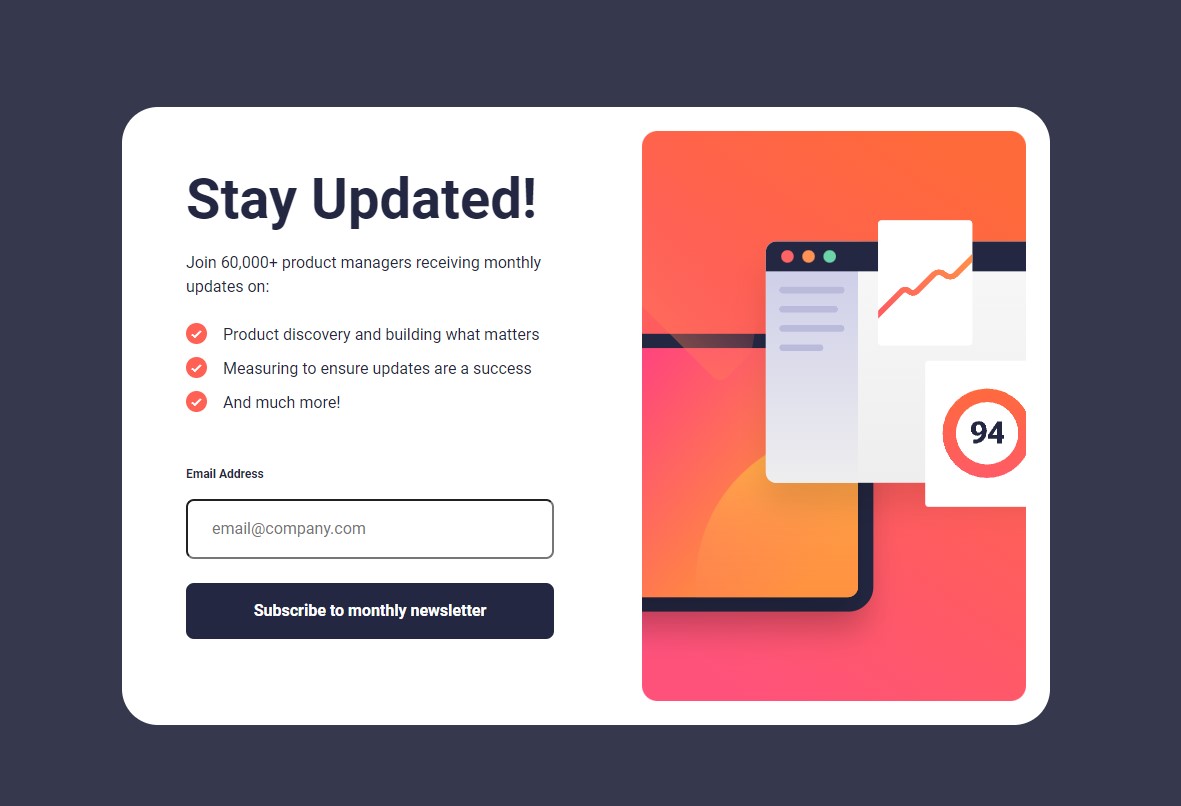 Stay Updated!
Join 60,000+ product managers receiving monthly
updates on:
Product discovery and building what matters
Measuring to ensure updates are a success
And much more!
Email Address
email@company.com
Subscribe to monthly newsletter
94